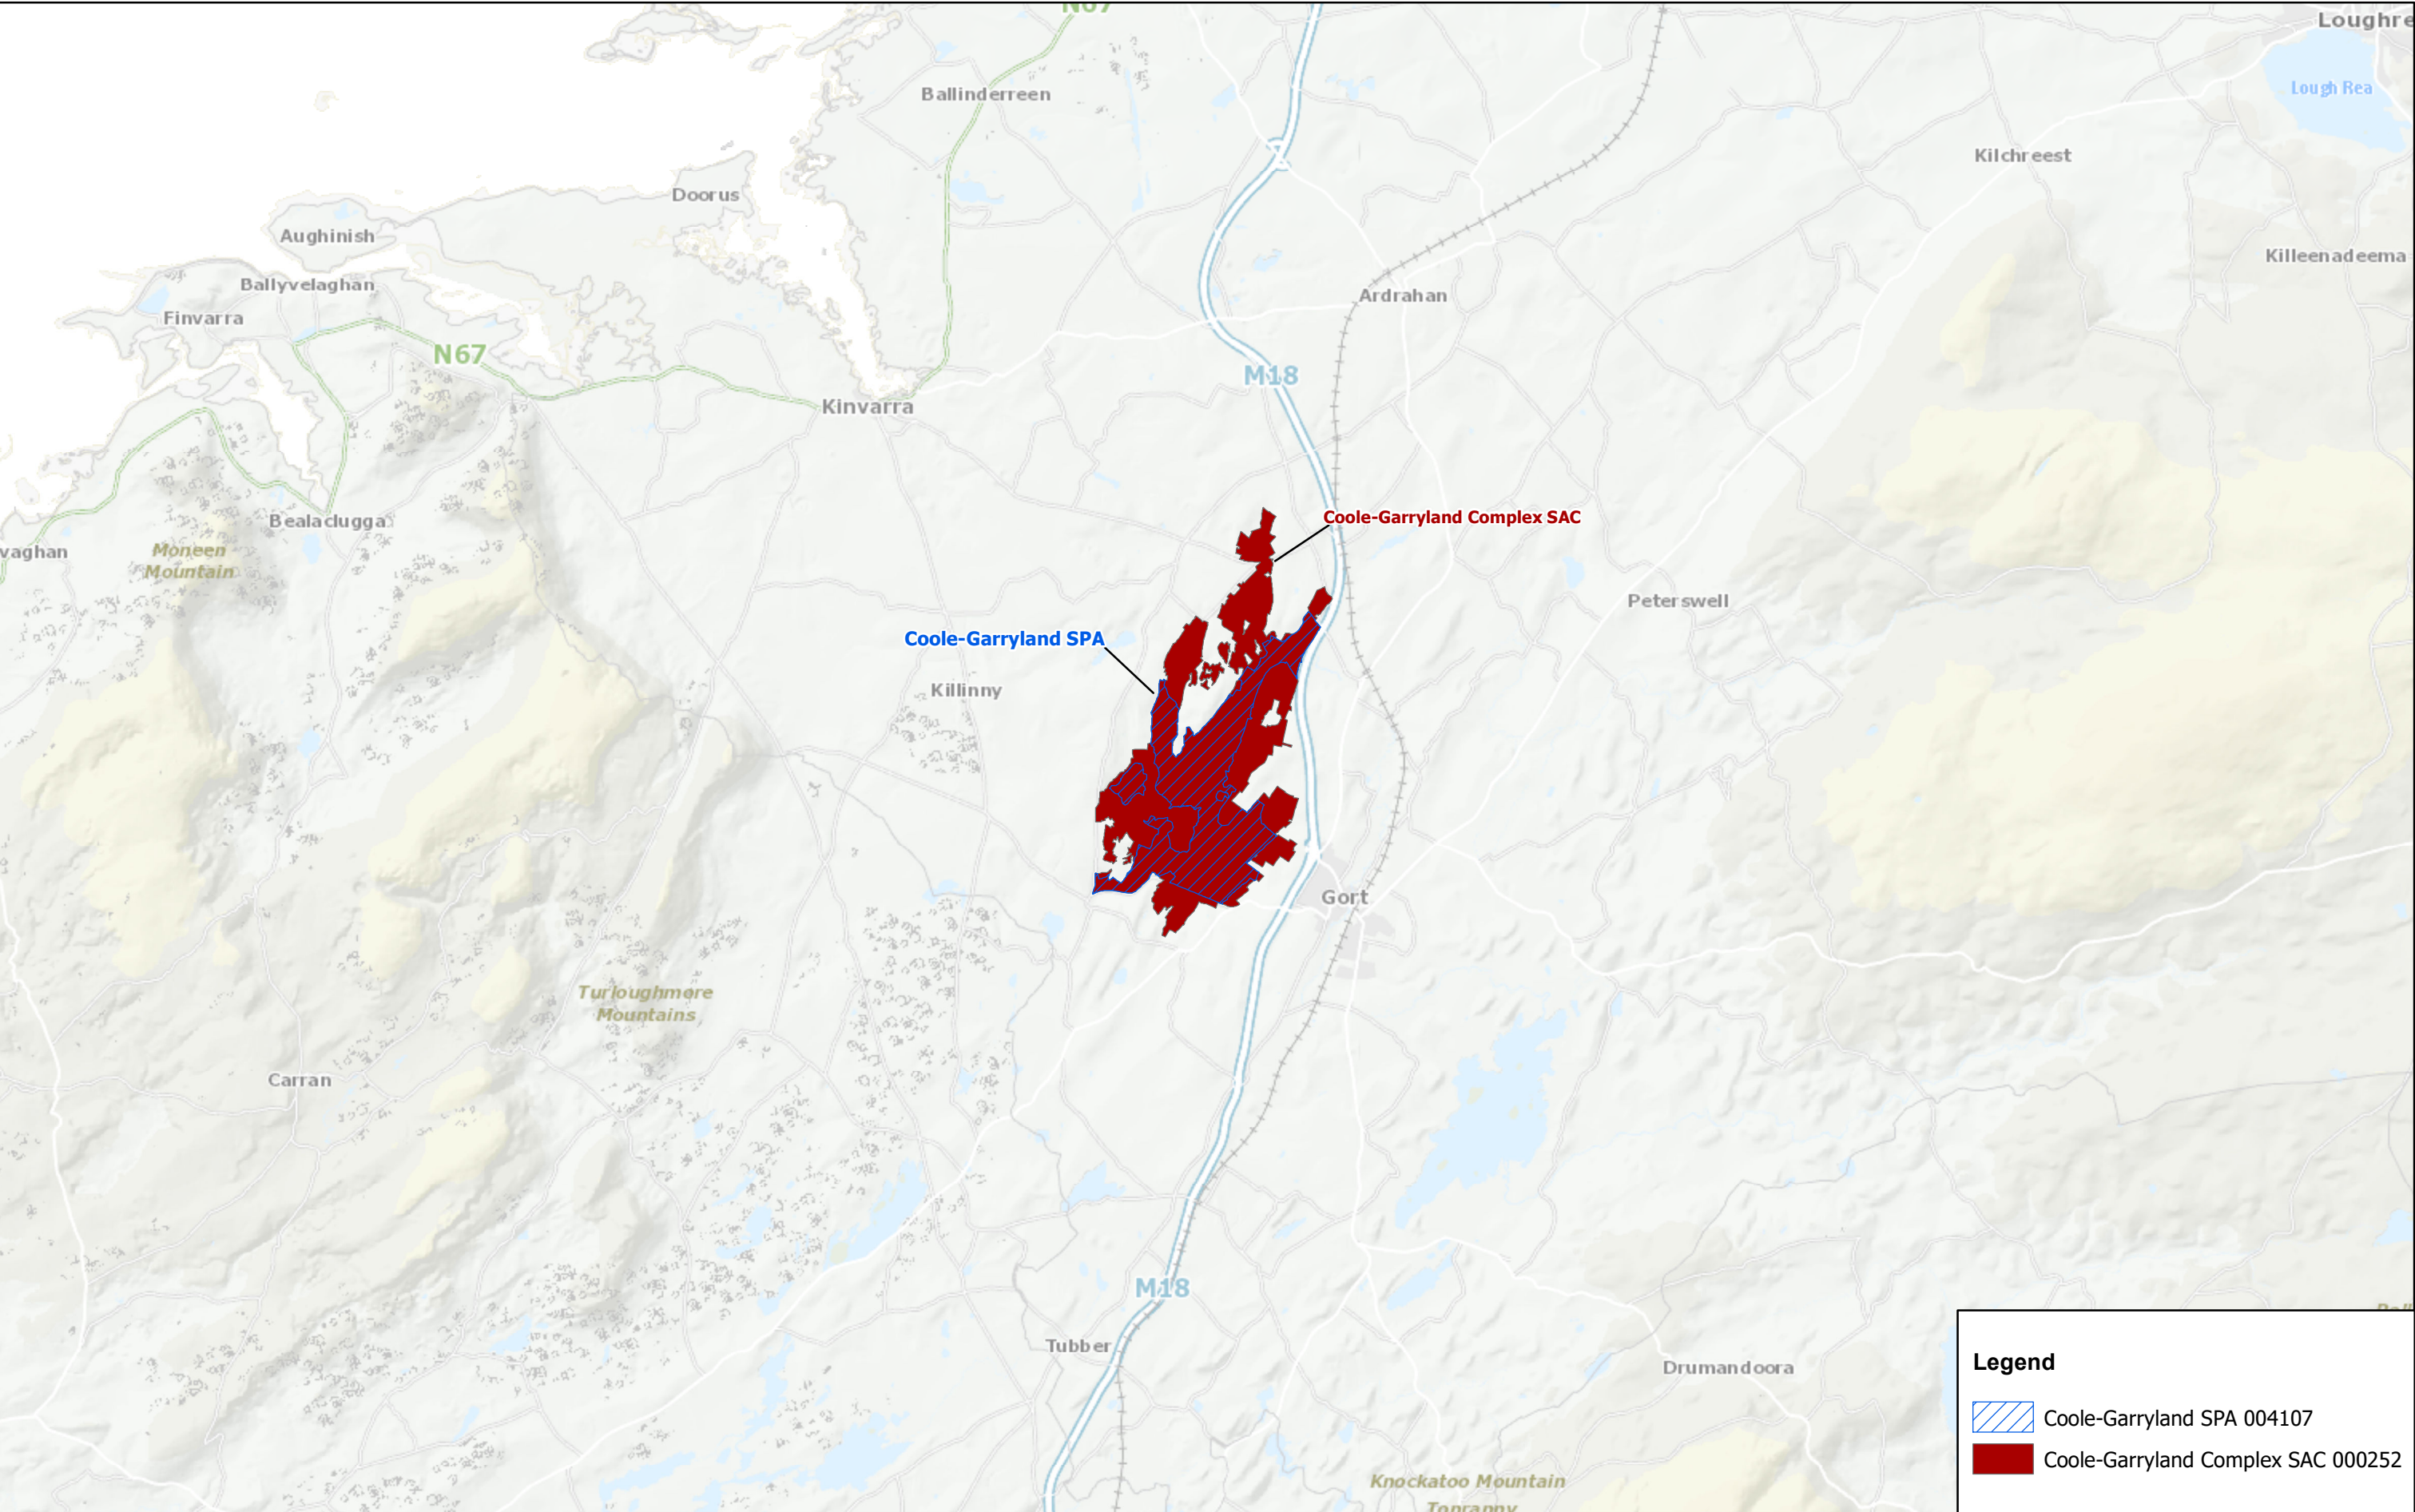 N67
Loughre
Lough Rea
Ballinderreen
Kilchreest
Doorus
Aughinish
Killeenadeema
Ballyvelaghan
Ardrahan
Finvarra
N67
M18
Kinvarra
Coole-Garryland Complex SAC
Bealaclugga
vaghan
Moneen
Mountain
Peterswell
Coole-Garryland SPA
Killinny
Gort
Turloughmore
Mountains
Carran
M18
Tubber
Drumandoora
Knockatoo Mountain
Legend
Coole-Garryland SPA 004107
Coole-Garryland Complex SAC 000252